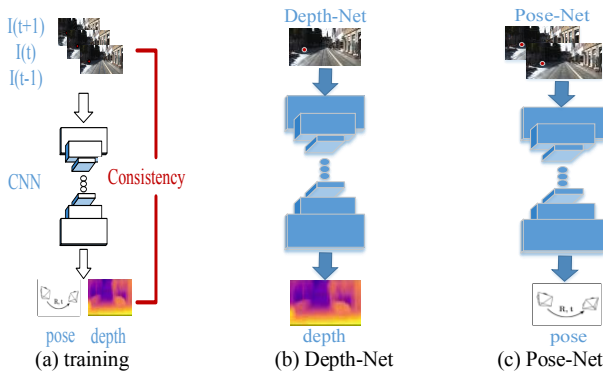 I(t+1)
I(t)
I(t-1)
CNN
Consistency
pose depth
R, t
(a) training
Depth-Net
depth
(b) Depth-Net
Pose-Net
R, t
pose
(c) Pose-Net